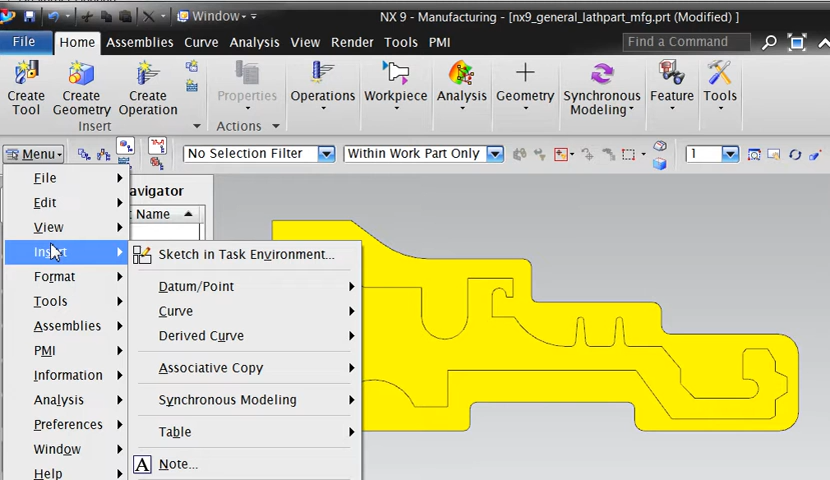 Window
NX 9 - Manufacturing - [nx9_general_lathpart_mfg.prt (Modified) ]
File Home Assemblies Curve Analysis View Render Tools PMI Find a Command
Create Tool
Create Geometry
Create Operation
Properties
Operations
Workpiece
Analysis
Geometry
Synchronous Modeling
Feature
Tools
Insert Actions
Menu No Selection Filter Within Work Part Only 1
File
Edit
View
Insert
Format
Tools
Assemblies
PMI
Information
Analysis
Preferences
Window
Help
avigator
Name
Sketch in Task Environment...
Datum/Point
Curve
Derived Curve
Associative Copy
Synchronous Modeling
Table
A Note...